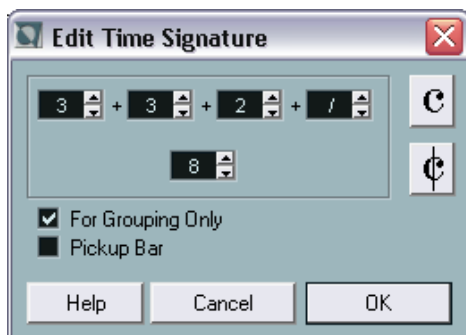 Edit Time Signature
3 + 3 + 2 + /
8
For Grouping Only
Pickup Bar
Help Cancel OK